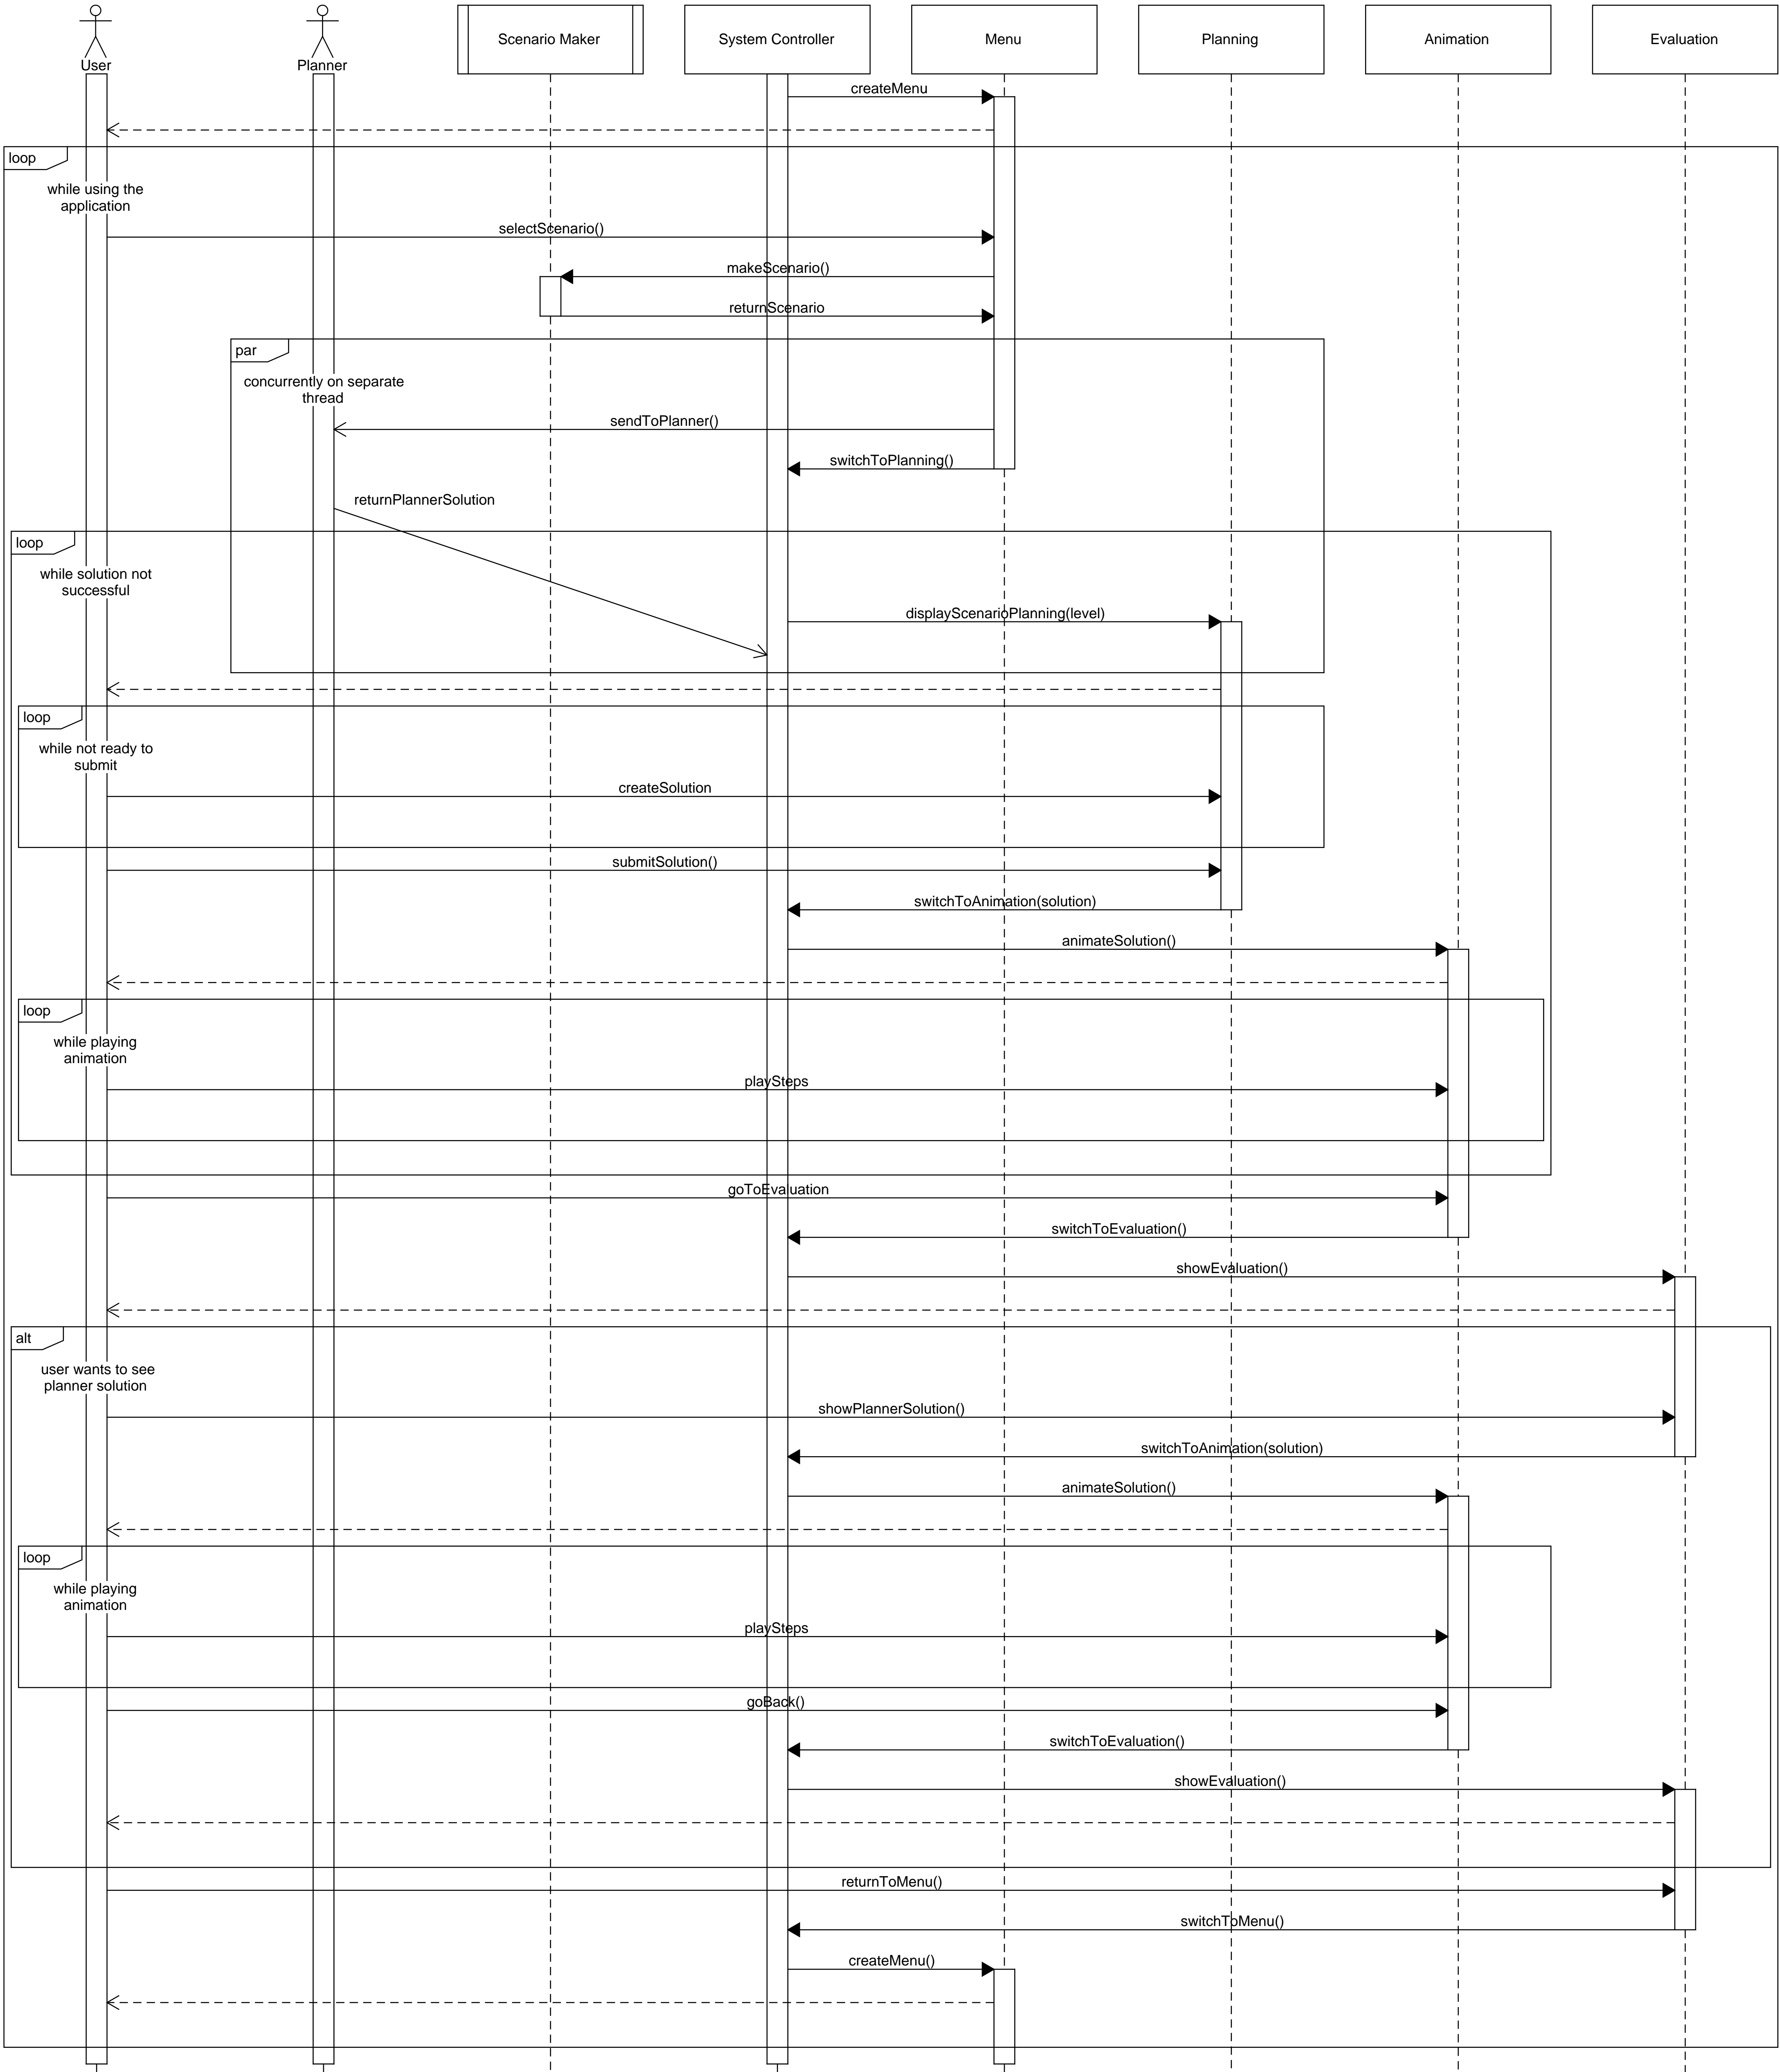 User
Planner
Scenario Maker
System Controller
Menu
Planning
Animation
Evaluation
createMenu
loop
while using the
application
selectScenario()
makeScenario()
returnScenario
par
concurrently on separate
thread
sendToPlanner()
switchToPlanning()
returnPlannerSolution
loop
while solution not
successful
displayScenarioPlanning(level)
loop
while not ready to
submit
createSolution
submitSolution()
switchToAnimation(solution)
animateSolution()
loop
while playing
animation
playSteps
goToEvaluation
switchToEvaluation()
showEvaluation()
alt
user wants to see
planner solution
showPlannerSolution()
switchToAnimation(solution)
animateSolution()
loop
while playing
animation
playSteps
goBack()
switchToEvaluation()
showEvaluation()
returnToMenu()
switchToMenu()
createMenu()